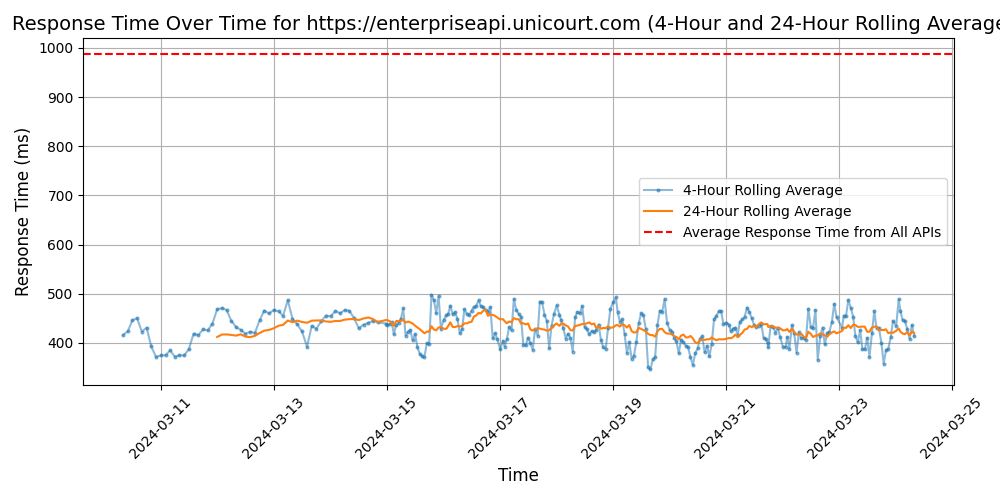 Response Time Over Time for https://enterpriseapi.unicourt.com (4-Hour and 24-Hour Rolling Average
1000
900
800
700
600
500
400
Response Time (ms)
4-Hour Rolling Average
24-Hour Rolling Average
Average Response Time from All APIs
2024-03-11
2024-03-13
2024-03-15
2024-03-17
2024-03-19
2024-03-21
2024-03-23
2024-03-25
Time